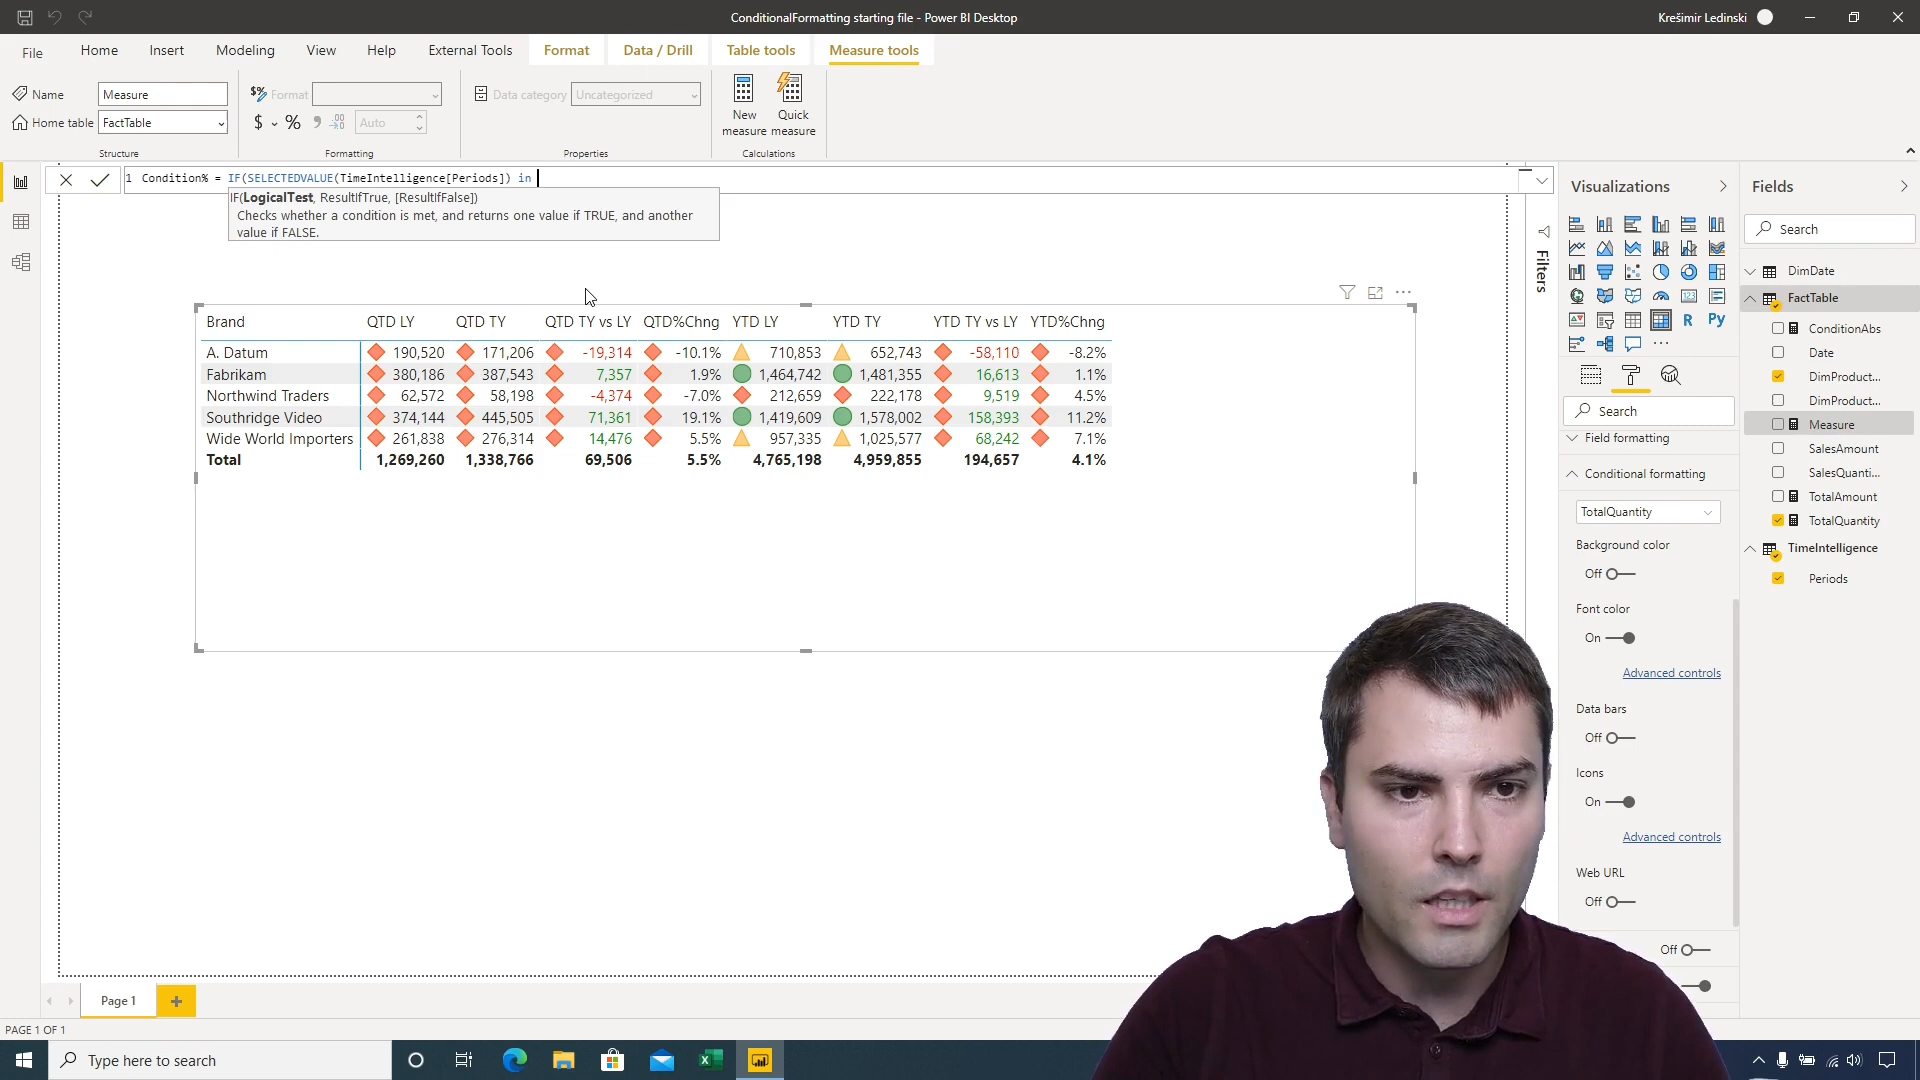 ConditionalFormatting starting file - Power BI Desktop
Krešimir Ledinski
File Home Insert Modeling View Help External Tools Format Data / Drill Table tools Measure tools
Name Measure
Home table FactTable
Structure
Format
$ % 9 .00 Auto
Formatting
Data category Uncategorized
Properties
New measure
Quick measure
Calculations
1 Condition% = IF(SELECTEDVALUE(TimeIntelligence[Periods]) in
IF(LogicalTest, ResultIfTrue, [ResultIfFalse])
Checks whether a condition is met, and returns one value if TRUE, and another
value if FALSE.
Brand QTD LY QTD TY QTD TY vs LY QTD%Chng YTD LY YTD TY YTD TY vs LY YTD%Chng
A. Datum 190,520 171,206 -19,314 -10.1% 710,853 652,743 -58,110 -8.2%
Fabrikam 380,186 387,543 7,357 1.9% 1,464,742 1,481,355 16,613 1.1%
Northwind Traders 62,572 58,198 -4,374 -7.0% 212,659 222,178 9,519 4.5%
Southridge Video 374,144 445,505 71,361 19.1% 1,419,609 1,578,002 158,393 11.2%
Wide World Importers 261,838 276,314 14,476 5.5% 957,335 1,025,577 68,242 7.1%
Total 1,269,260 1,338,766 69,506 5.5% 4,765,198 4,959,855 194,657 4.1%
Filters
Visualizations
R Py
Search
Field formatting
Conditional formatting
TotalQuantity
Background color
Off
Font color
On
Advanced controls
Data bars
Off
Icons
On
Advanced controls
Web URL
Off
Off
Fields
Search
DimDate
FactTable
ConditionAbs
Date
DimProduct...
DimProduct...
Measure
SalesAmount
SalesQuanti...
TotalAmount
TotalQuantity
TimeIntelligence
Periods
Page 1
PAGE 1 OF 1
Type here to search